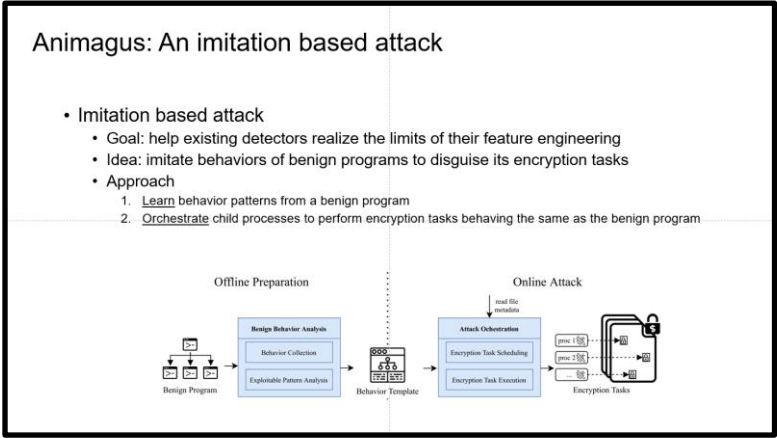 Animagus: An imitation based attack
• Imitation based attack
• Goal: help existing detectors realize the limits of their feature engineering
• Idea: imitate behaviors of benign programs to disguise its encryption tasks
• Approach
1. Learn behavior patterns from a benign program
2. Orchestrate child processes to perform encryption tasks behaving the same as the benign program
Offline Preparation
Online Attack
read file
metadata
Benign Behavior Analysis
Behavior Collection
Exploitable Pattern Analysis
Benign Program
Behavior Template
Attack Ochestration
Encryption Task Scheduling
Encryption Task Execution
proc 1
proc 2
...
$
Encryption Tasks